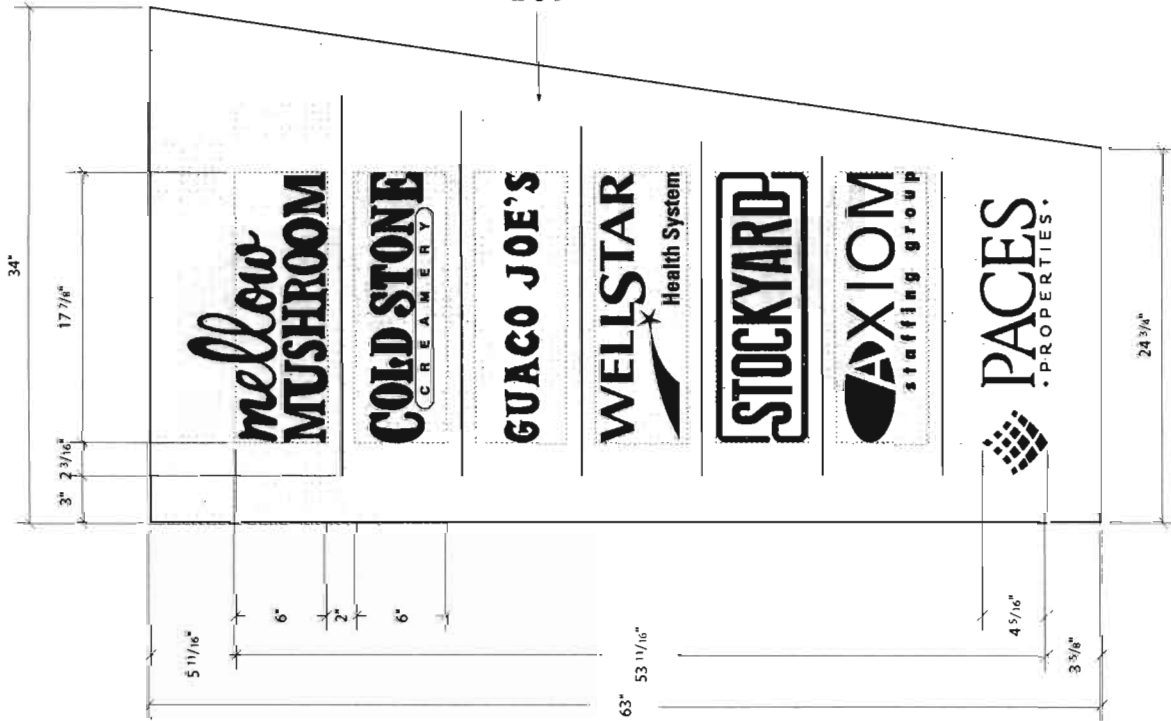 34"
17 7/8"
3"
2 3/16"
mellow
MUSHROOM
COLD STONE
CREAMERY
GUACO JOE'S
WELLSTAR
Health System
STOCKYARD
AXIOM
staffing group
PACES
• PROPERTIES •
5 11/16"
6"
2"
6"
53 11/16"
63"
4 5/16"
3 5/8"
24 3/4"